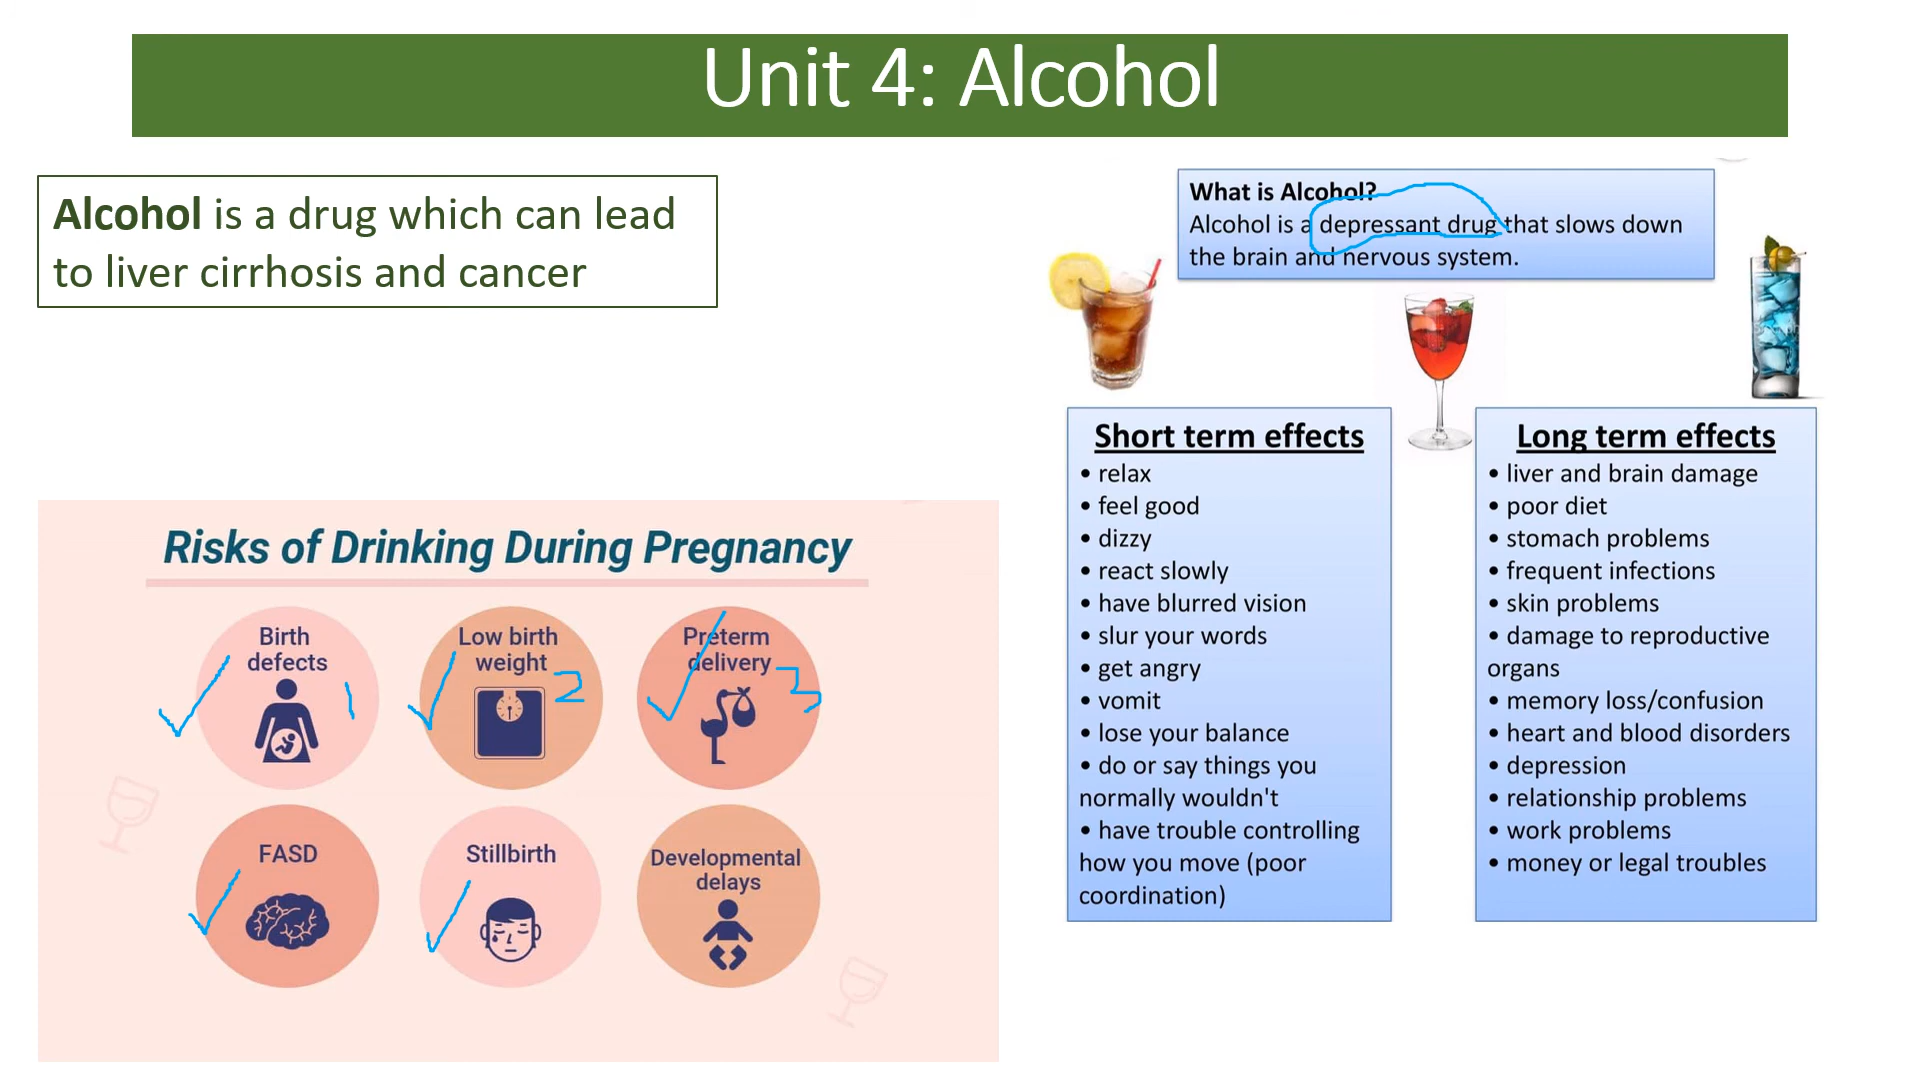 Unit 4: Alcohol
Alcohol is a drug which can lead
to liver cirrhosis and cancer
What is Alcohol?
Alcohol is a depressant drug that slows down
the brain and nervous system.
Risks of Drinking During Pregnancy
Birth
defects
1
Low birth
weight
2
Preterm
delivery
3
FASD
Stillbirth
Developmental
delays
Short term effects
• relax
• feel good
• dizzy
• react slowly
• have blurred vision
• slur your words
• get angry
• vomit
• lose your balance
• do or say things you
normally wouldn't
• have trouble controlling
how you move (poor
coordination)
Long term effects
• liver and brain damage
• poor diet
• stomach problems
• frequent infections
• skin problems
• damage to reproductive
organs
• memory loss/confusion
• heart and blood disorders
• depression
• relationship problems
• work problems
• money or legal troubles